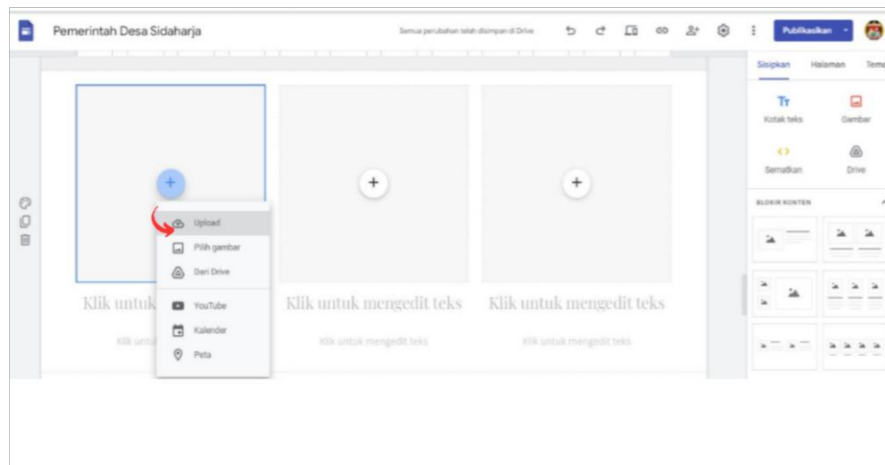 Pemerintah Desa Sidaharja
Semua perubahan telah disimpan di Drive
Publikasikan
Sisipkan Halaman Tema
Kotak teks Gambar
Sematkan Drive
BLOKIR KONTEN
Upload
Pilih gambar
Dari Drive
YouTube
Kalender
Peta
Klik untuk Klik untuk mengedit teks Klik untuk mengedit teks
Klik untuk Klik untuk mengedit teks Klik untuk mengedit teks